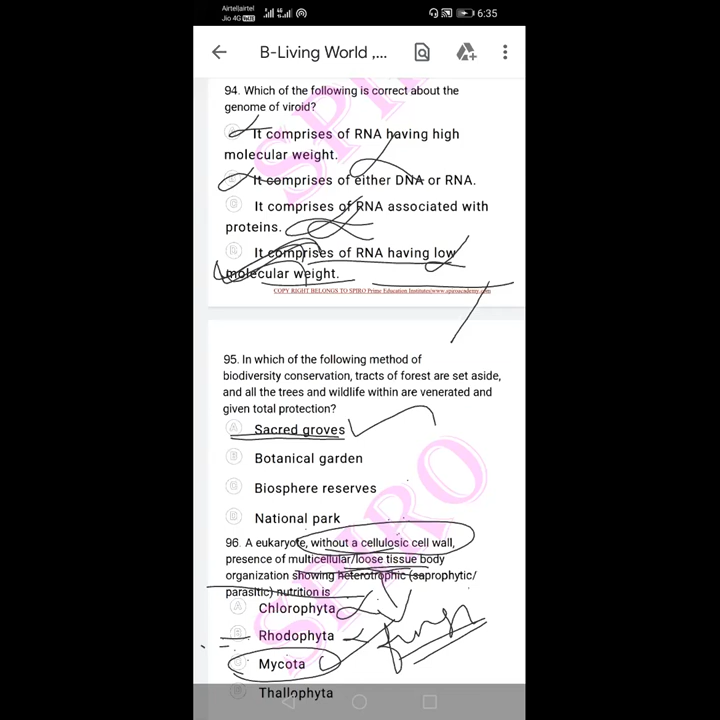 Airtel|airtel
Jio 4G VoLTE
6:35
B-Living World ,...
94. Which of the following is correct about the
genome of viroid?
A It comprises of RNA having high
molecular weight.
B It comprises of either DNA or RNA.
C It comprises of RNA associated with
proteins.
D It comprises of RNA having low
molecular weight.
COPY RIGHT BELONGS TO SPIRO Prime Education Institutes/www.spiroacademy.com
95. In which of the following method of
biodiversity conservation, tracts of forest are set aside,
and all the trees and wildlife within are venerated and
given total protection?
A Sacred groves
B Botanical garden
C Biosphere reserves
D National park
96. A eukaryote, without a cellulosic cell wall,
presence of multicellular/loose tissue body
organization showing heterotrophic (saprophytic/
parasitic) nutrition is
A Chlorophyta
B Rhodophyta
C Mycota
D Thallophyta
SPIRO
SPIRO